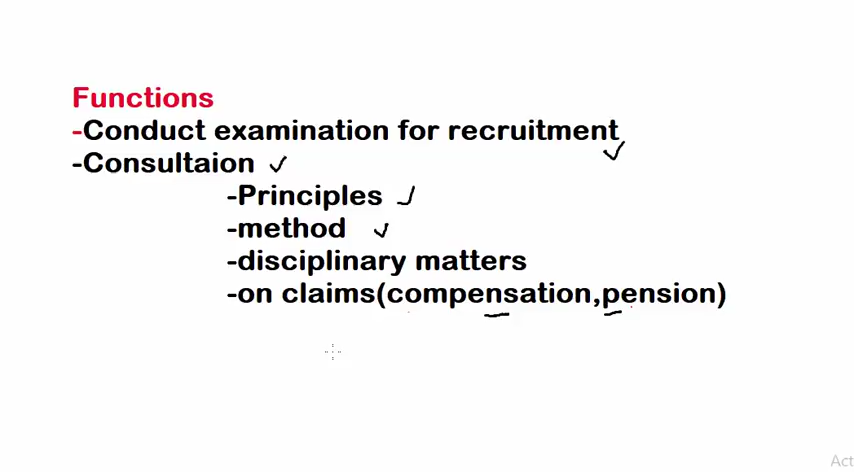 Functions
-Conduct examination for recruitment
-Consultaion
-Principles
-method
-disciplinary matters
-on claims(compensation,pension)
Act